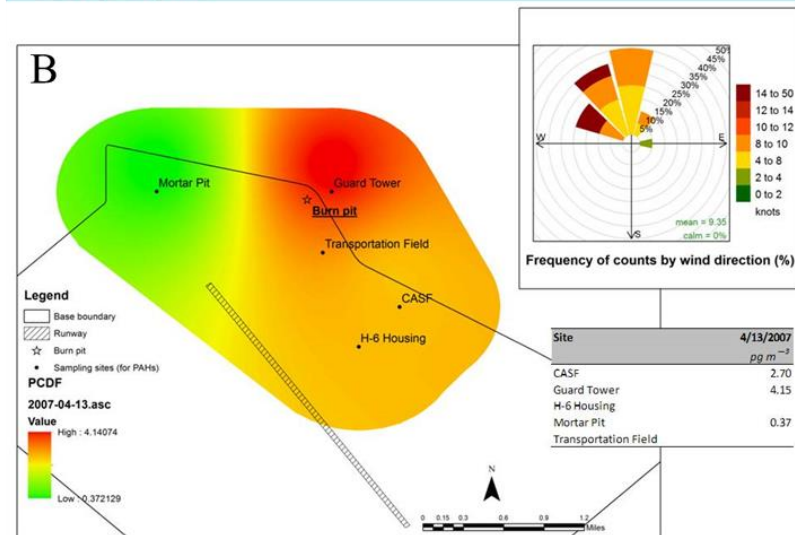 B
Mortar Pit
Guard Tower
Burn pit
Transportation Field
CASF
H-6 Housing
Legend
Base boundary
Runway
Burn pit
Sampling sites (for PAHs)
PCDF
2007-04-13.asc
Value
High : 4.14074
Low : 0.372129
N
0 0.15 0.3 0.6 0.9 1.2
Miles
50%
45%
40%
35%
30%
25%
20%
15%
10%
5%
W
E
S
14 to 50
12 to 14
10 to 12
8 to 10
4 to 8
2 to 4
0 to 2
knots
mean = 9.35
calm = 0%
Frequency of counts by wind direction (%)
Site 4/13/2007
pg m⁻³
CASF 2.70
Guard Tower 4.15
H-6 Housing
Mortar Pit 0.37
Transportation Field